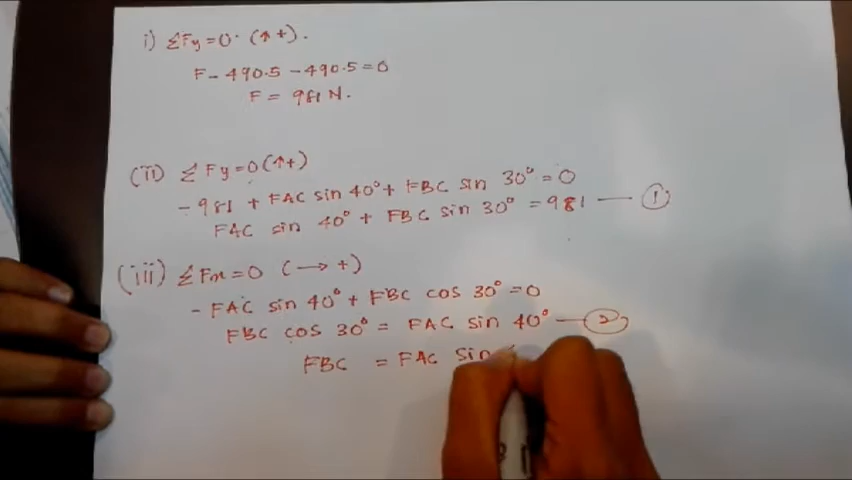 i) ΣFy=0. (↑+).
F - 490.5 - 490.5 = 0
F = 981 N.
(ii) ΣFy=0 (↑+)
- 981 + FAC sin 40° + FBC sin 30° = 0
FAC sin 40° + FBC sin 30° = 981 — ①
(iii) ΣFx = 0 (→ +)
- FAC sin 40° + FBC cos 30° = 0
FBC cos 30° = FAC sin 40° — ②
FBC = FAC sin